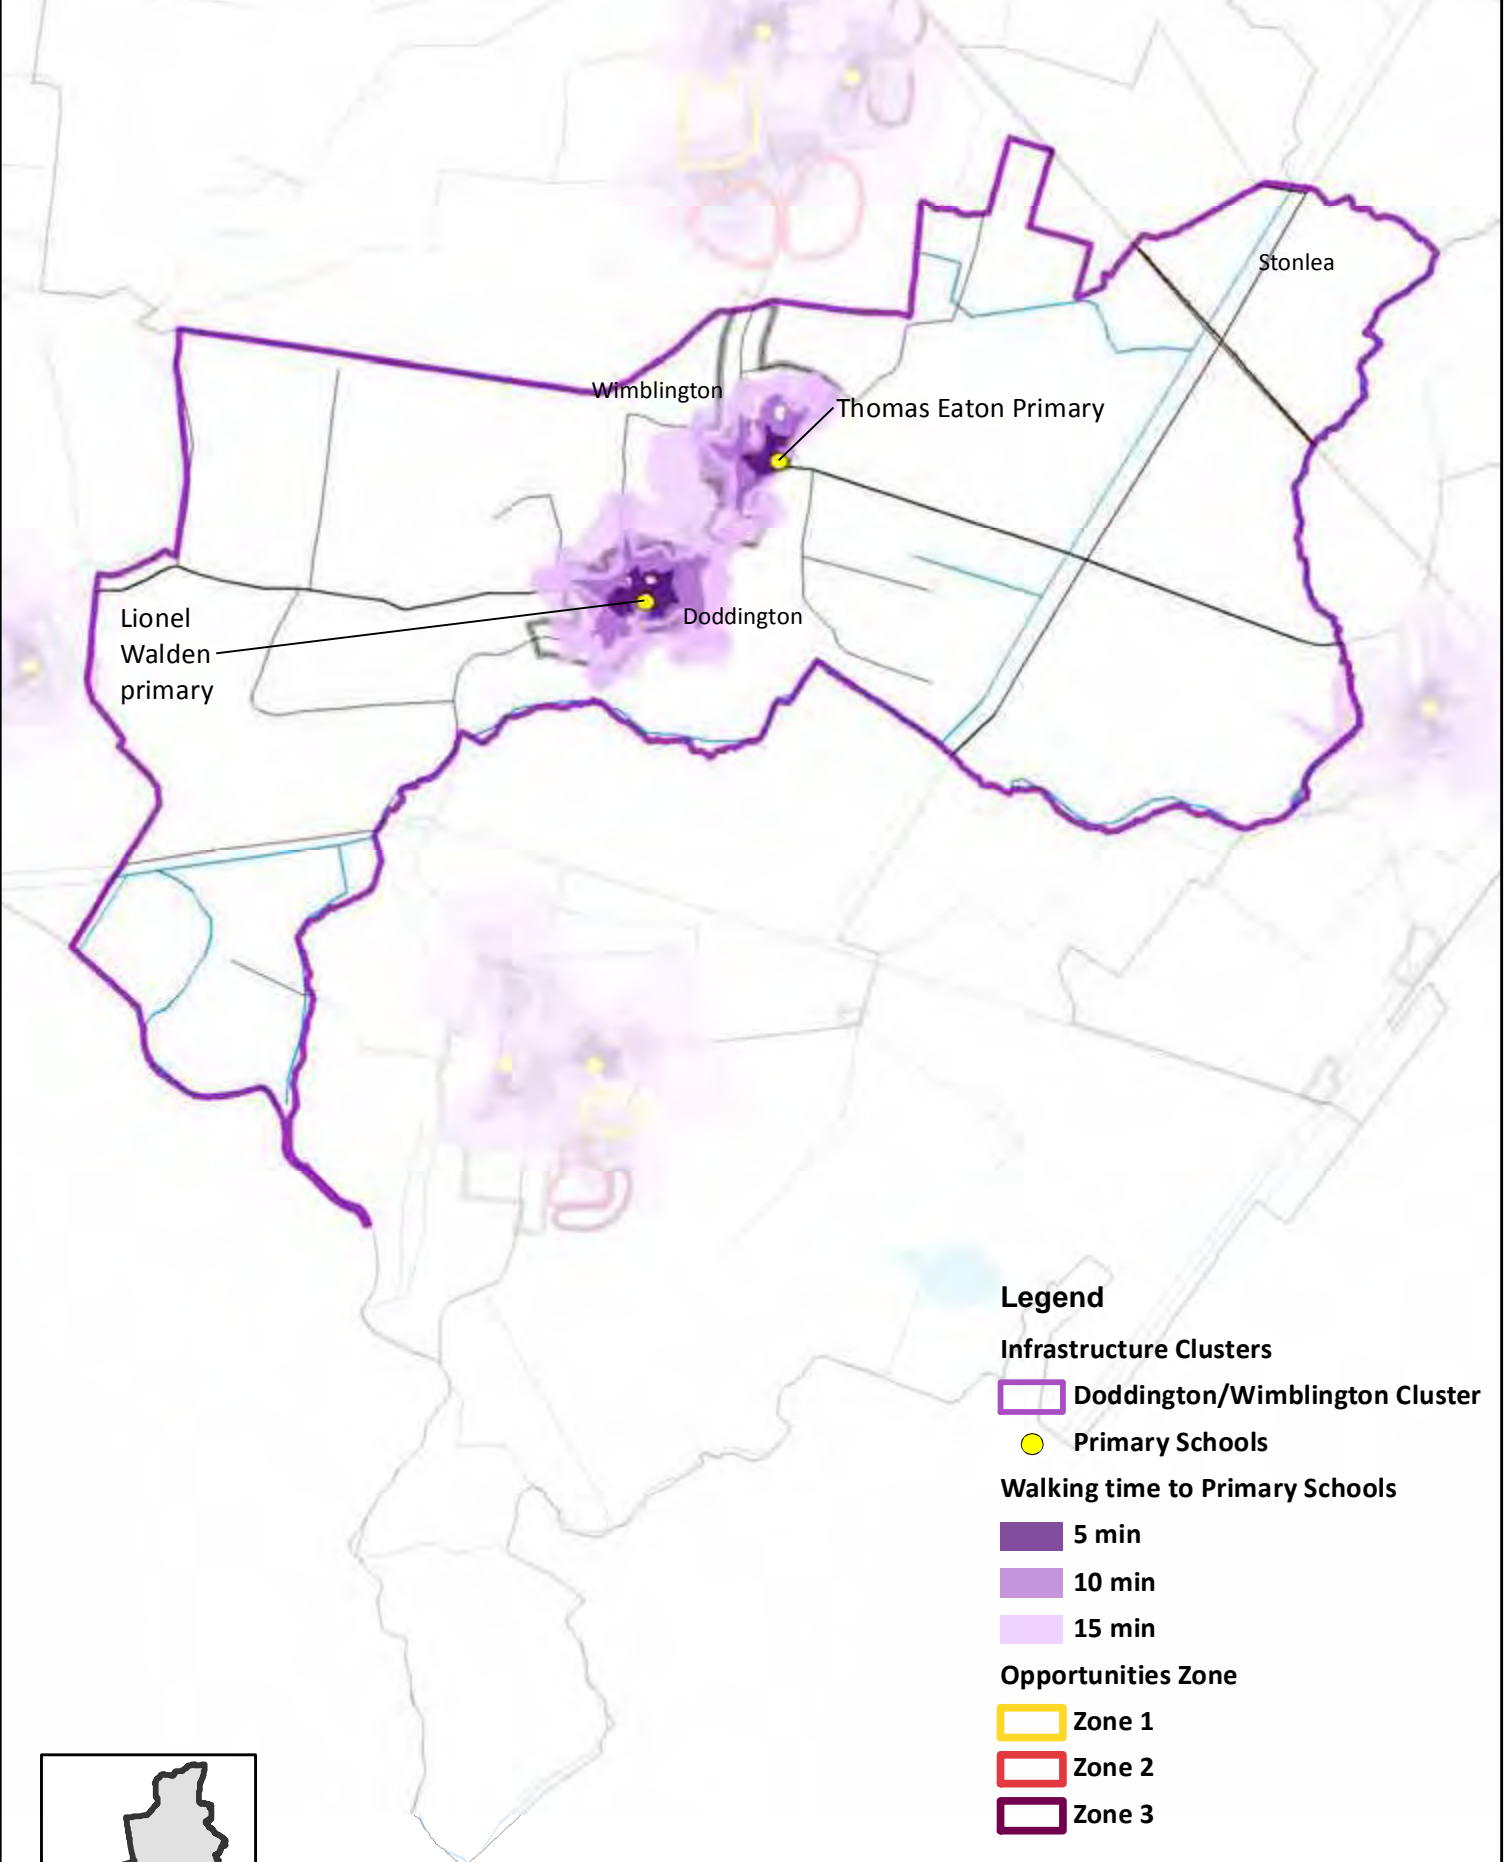 Stonlea
Wimblington
Thomas Eaton Primary
Lionel
Walden
primary
Doddington
Legend
Infrastructure Clusters
Doddington/Wimblington Cluster
Primary Schools
Walking time to Primary Schools
5 min
10 min
15 min
Opportunities Zone
Zone 1
Zone 2
Zone 3